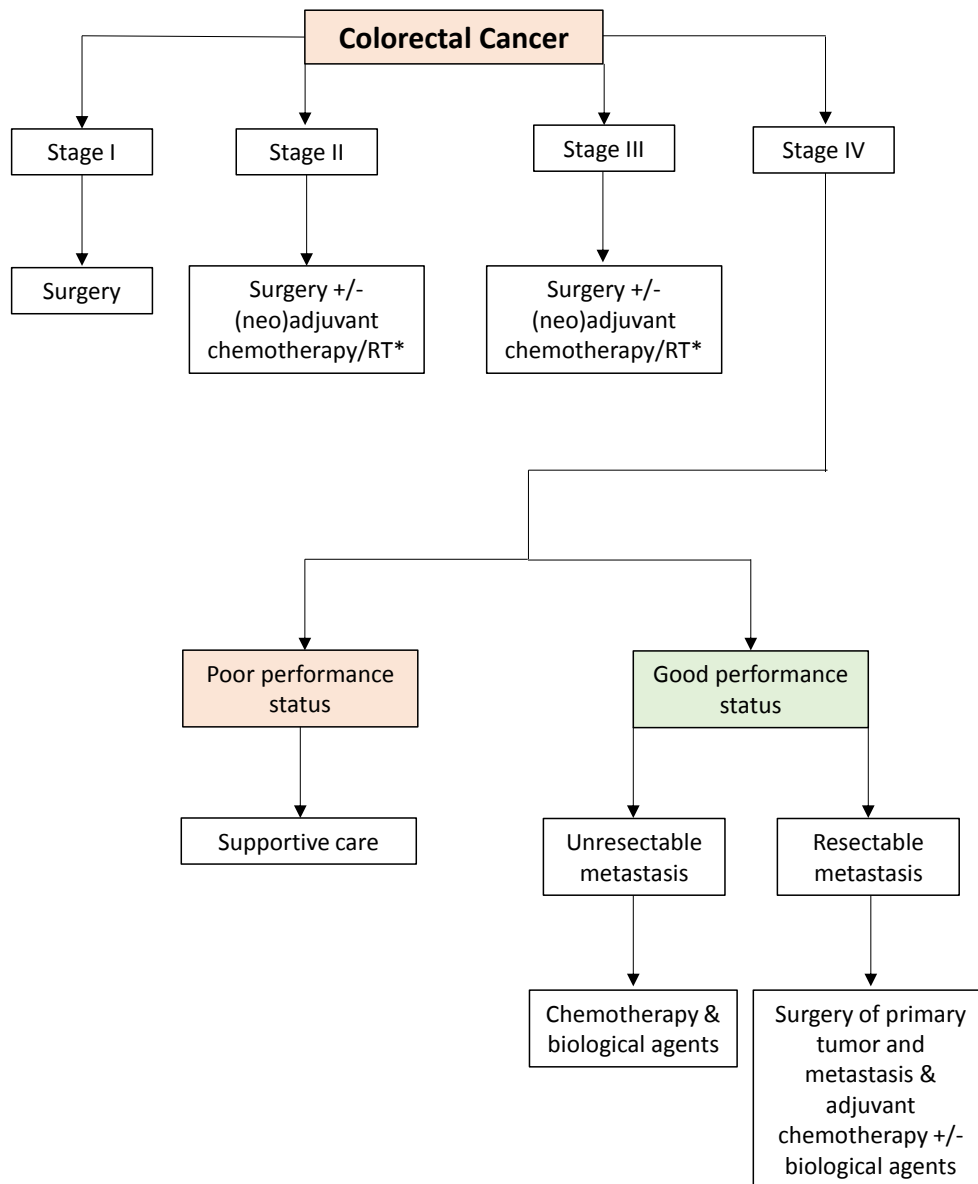 Colorectal Cancer
Stage I
Stage II
Stage III
Stage IV
Surgery
Surgery +/-
(neo)adjuvant
chemotherapy/RT*
Surgery +/-
(neo)adjuvant
chemotherapy/RT*
Poor performance
status
Good performance
status
Supportive care
Unresectable
metastasis
Resectable
metastasis
Chemotherapy &
biological agents
Surgery of primary
tumor and
metastasis &
adjuvant
chemotherapy +/-
biological agents